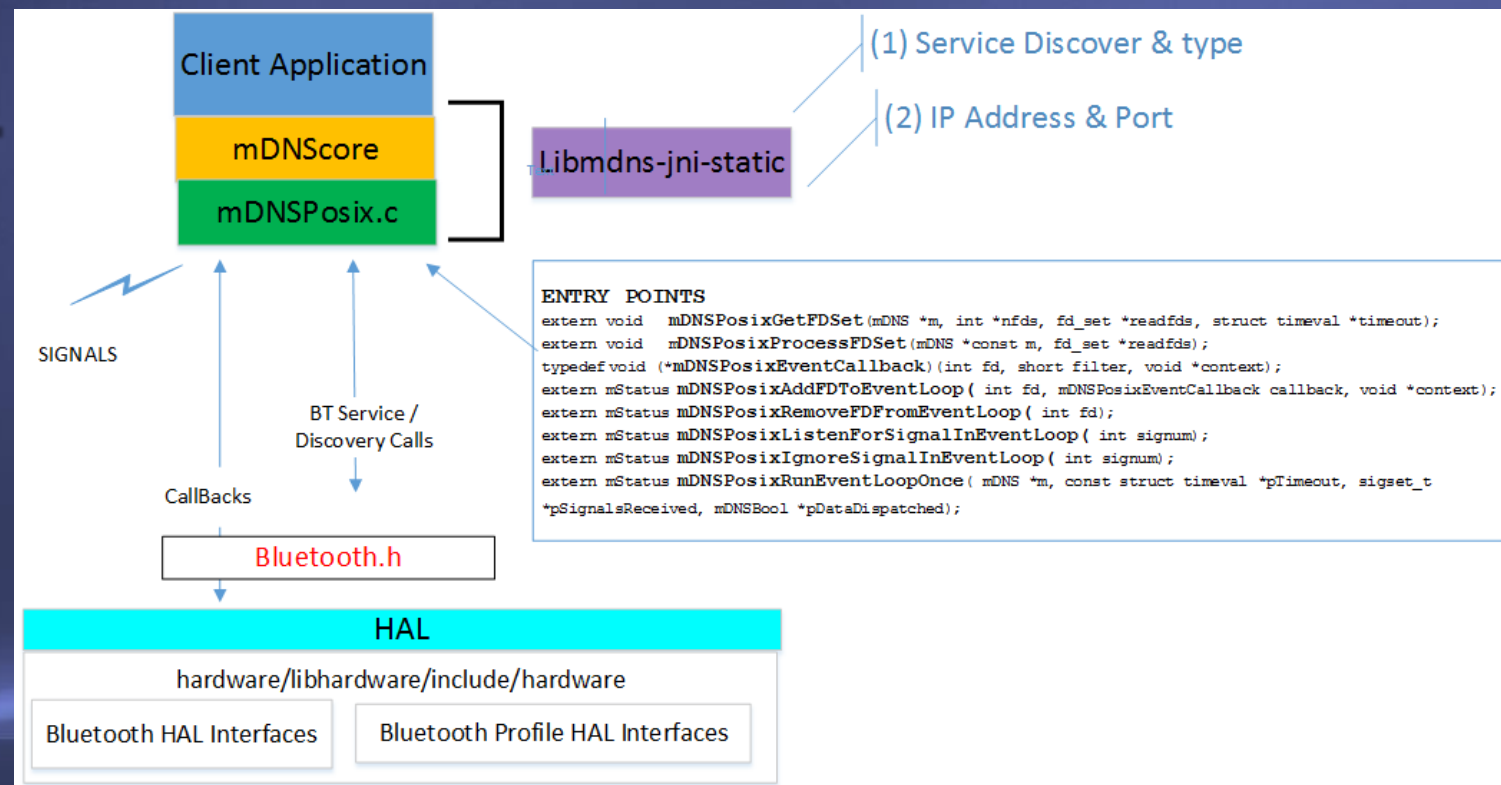 Client Application
mDNScore
mDNSPosix.c
Libmdns-jni-static
(1) Service Discover & type
(2) IP Address & Port
SIGNALS
BT Service /
Discovery Calls
CallBacks
ENTRY POINTS
extern void mDNSPosixGetFDSet(mDNS *m, int *nfds, fd_set *readfds, struct timeval *timeout);
extern void mDNSPosixProcessFDSet(mDNS *const m, fd_set *readfds);
typedef void (*mDNSPosixEventCallback)(int fd, short filter, void *context);
extern mStatus mDNSPosixAddFDToEventLoop( int fd, mDNSPosixEventCallback callback, void *context);
extern mStatus mDNSPosixRemoveFDFromEventLoop( int fd);
extern mStatus mDNSPosixListenForSignalInEventLoop( int signum);
extern mStatus mDNSPosixIgnoreSignalInEventLoop( int signum);
extern mStatus mDNSPosixRunEventLoopOnce( mDNS *m, const struct timeval *pTimeout, sigset_t
*pSignalsReceived, mDNSBool *pDataDispatched);
Bluetooth.h
HAL
hardware/libhardware/include/hardware
Bluetooth HAL Interfaces
Bluetooth Profile HAL Interfaces